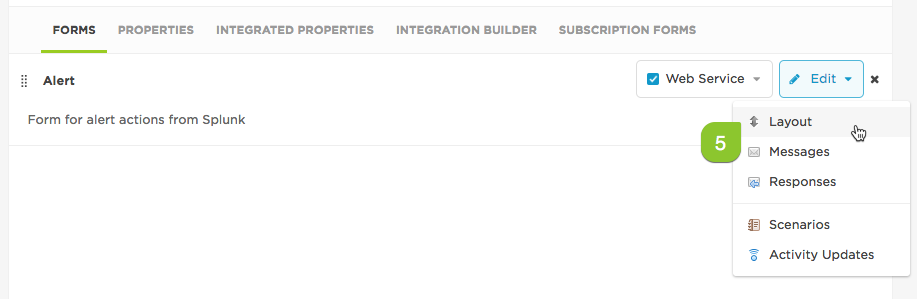 FORMS PROPERTIES INTEGRATED PROPERTIES INTEGRATION BUILDER SUBSCRIPTION FORMS
Alert Web Service Edit
Form for alert actions from Splunk
Layout
5
Messages
Responses
Scenarios
Activity Updates